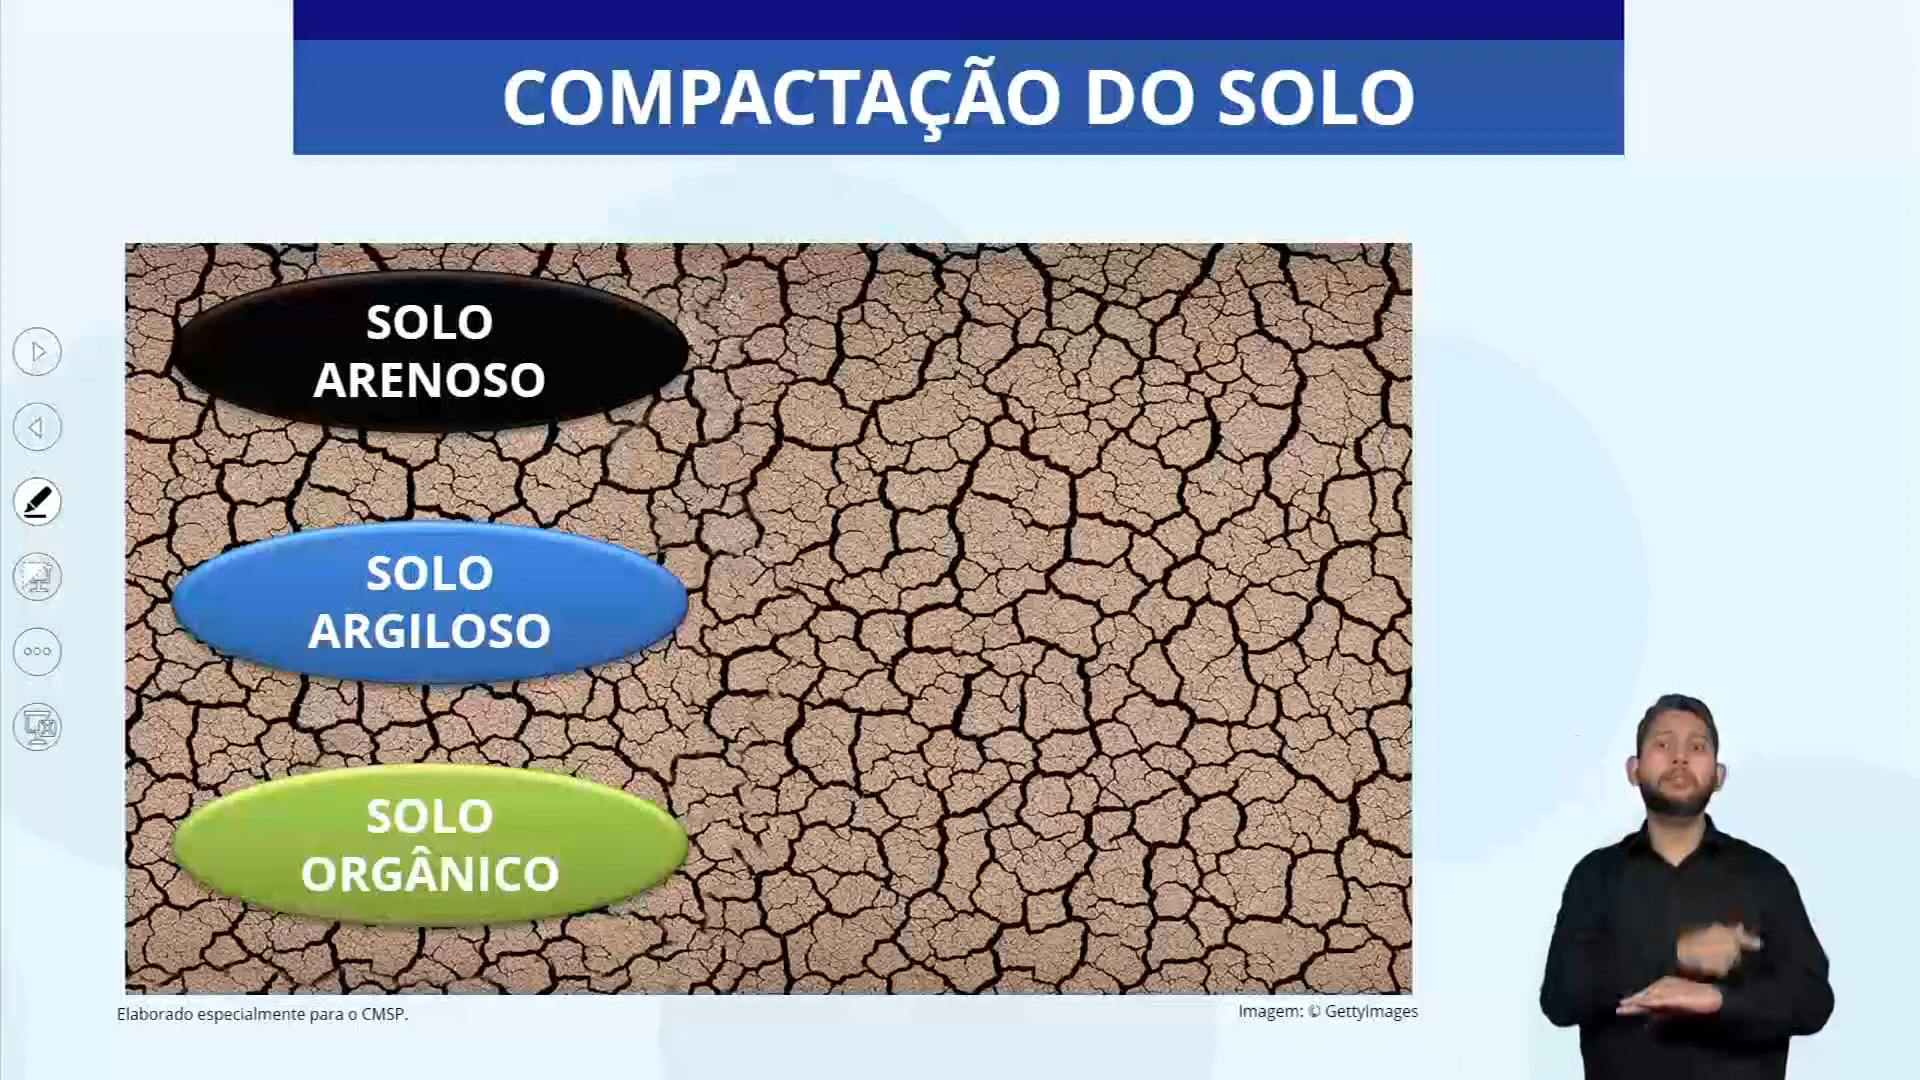 COMPACTAÇÃO DO SOLO
SOLO
ARENOSO
SOLO
ARGILOSO
SOLO
ORGÂNICO
Elaborado especialmente para o CMSP.
Imagem: © GettyImages